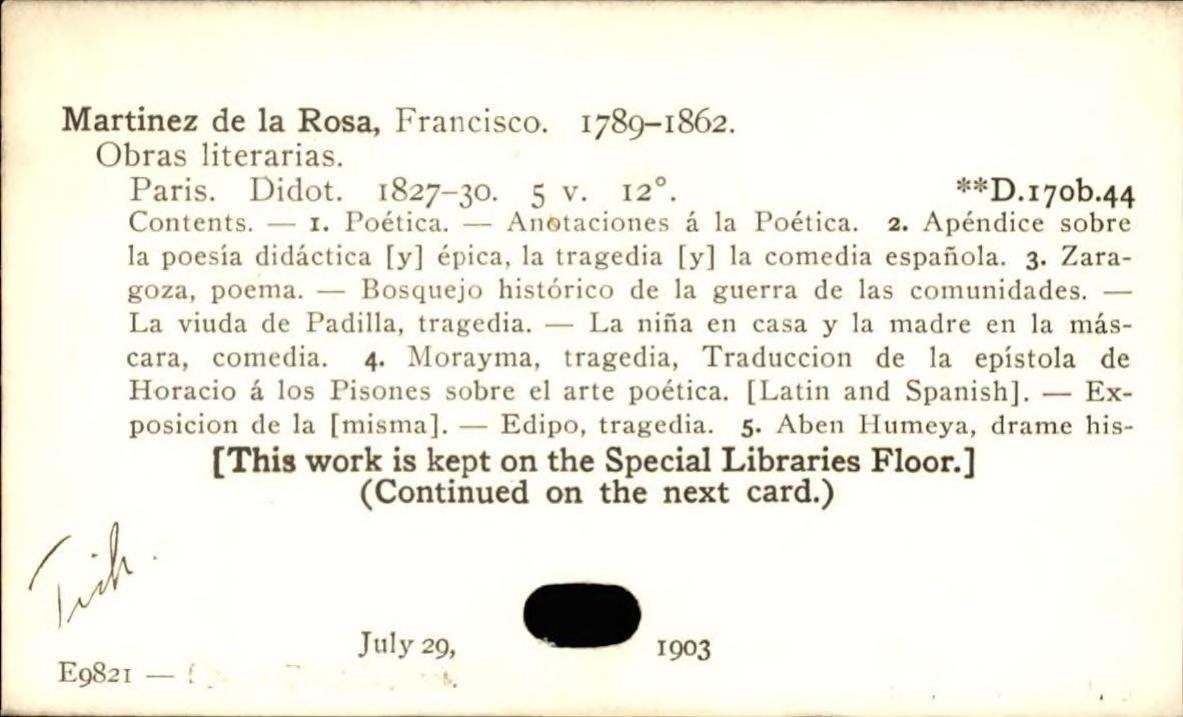 Martinez de la Rosa, Francisco. 1789–1862.
Obras literarias.
Paris. Didot. 1827–30. 5 v. 12°. **D.170b.44
Contents. — 1. Poética. — Anotaciones á la Poética. 2. Apéndice sobre
la poesía didáctica [y] épica, la tragedia [y] la comedia española. 3. Zara-
goza, poema. — Bosquejo histórico de la guerra de las comunidades. —
La viuda de Padilla, tragedia. — La niña en casa y la madre en la más-
cara, comedia. 4. Morayma, tragedia, Traduccion de la epístola de
Horacio á los Pisones sobre el arte poética. [Latin and Spanish]. — Ex-
posicion de la [misma]. — Edipo, tragedia. 5. Aben Humeya, drame his-
[This work is kept on the Special Libraries Floor.]
(Continued on the next card.)
July 29, 1903
E9821 —